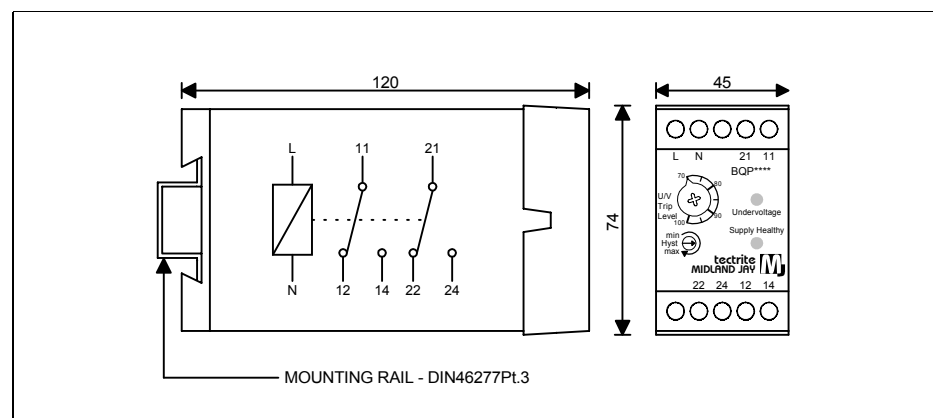 120
45
74
L
11
21
N
12
14
22
24
MOUNTING RAIL - DIN46277Pt.3
L N 21 11
BQP****
70
80
90
100
U/V
Trip
Level
Undervoltage
Supply Healthy
min
Hyst
max
tectrite
MIDLAND JAY MJ
22 24 12 14